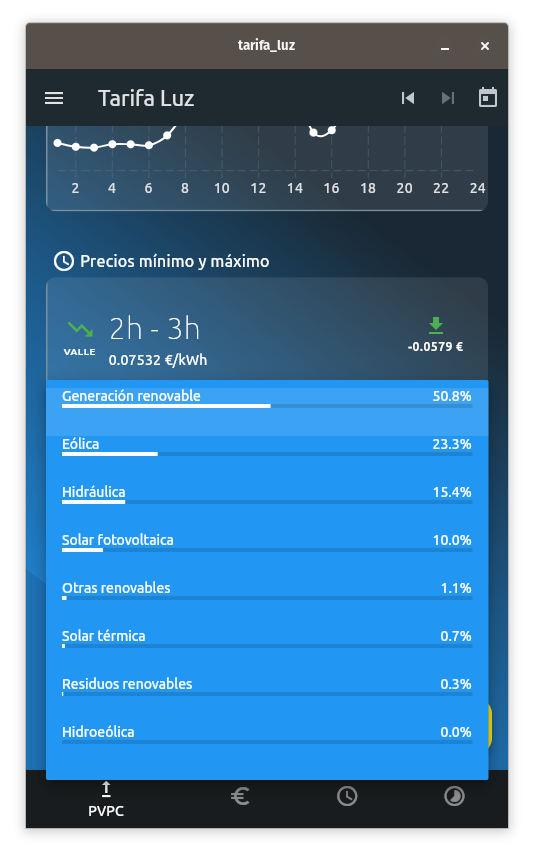 tarifa_luz
Tarifa Luz
2 4 6 8 10 12 14 16 18 20 22 24
Precios mínimo y máximo
2h - 3h
VALLE
0.07532 €/kWh
-0.0579 €
Generación renovable 50.8%
Eólica 23.3%
Hidráulica 15.4%
Solar fotovoltaica 10.0%
Otras renovables 1.1%
Solar térmica 0.7%
Residuos renovables 0.3%
Hidroeólica 0.0%
PVPC